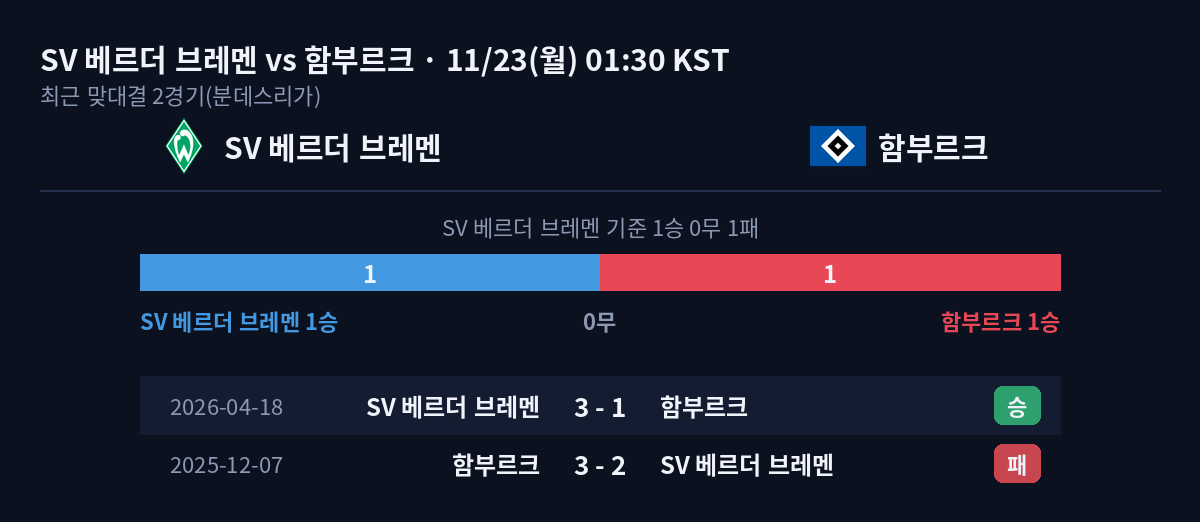 SV 베르더 브레멘 vs 함부르크 · 11/23(월) 01:30 KST
최근 맞대결 2경기(분데스리가)
SV 베르더 브레멘 함부르크
SV 베르더 브레멘 기준 1승 0무 1패
1 1
SV 베르더 브레멘 1승 0무 함부르크 1승
2026-04-18 SV 베르더 브레멘 3 - 1 함부르크 승
2025-12-07 함부르크 3 - 2 SV 베르더 브레멘 패